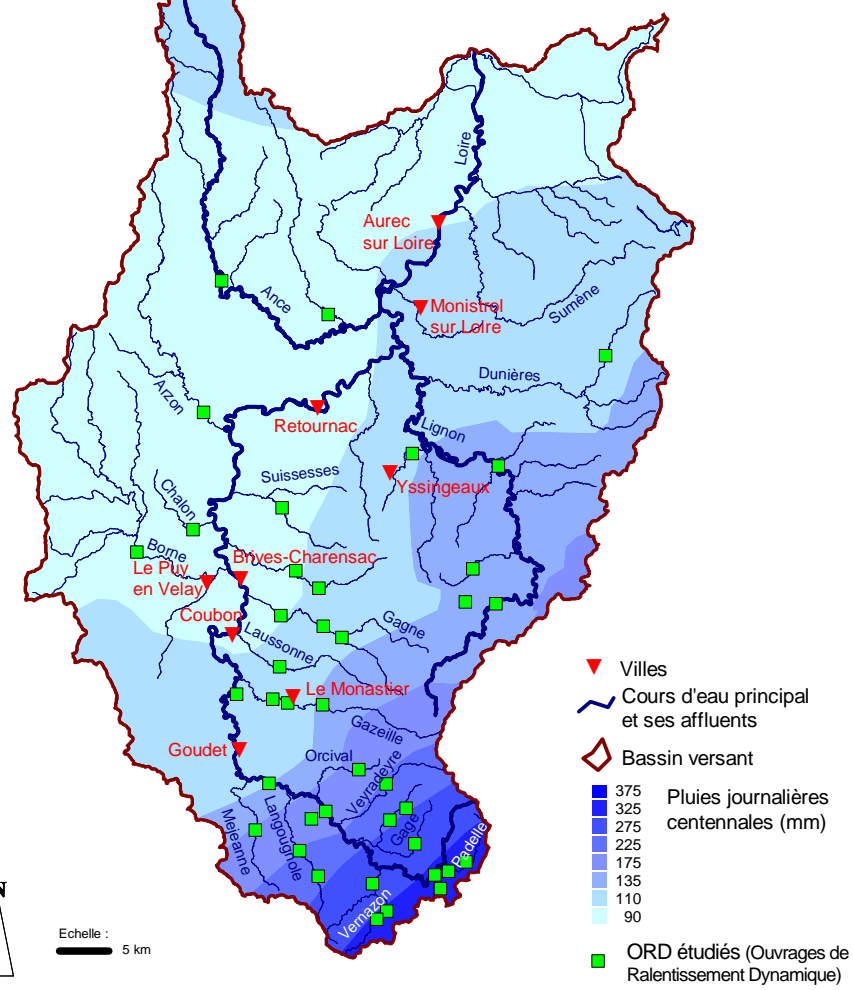 Loire
Aurec
sur Loire
Ance
Monistrol
sur Loire
Sumène
Arzon
Dunières
Retournac
Lignon
Suissesses
Yssingeaux
Chalon
Borne
Brives-Charensac
Le Puy
en Velay
Coubon
Gagne
Laussonne
Le Monastier
Gazeille
Goudet
Orcival
Veyradeyre
Mejeanne
Langougnole
Gage
Padelle
Vernazon
N
Echelle :
5 km
Villes
Cours d'eau principal
et ses affluents
Bassin versant
375
325
275
225
175
135
110
90
Pluies journalières
centennales (mm)
ORD étudiés (Ouvrages de
Ralentissement Dynamique)